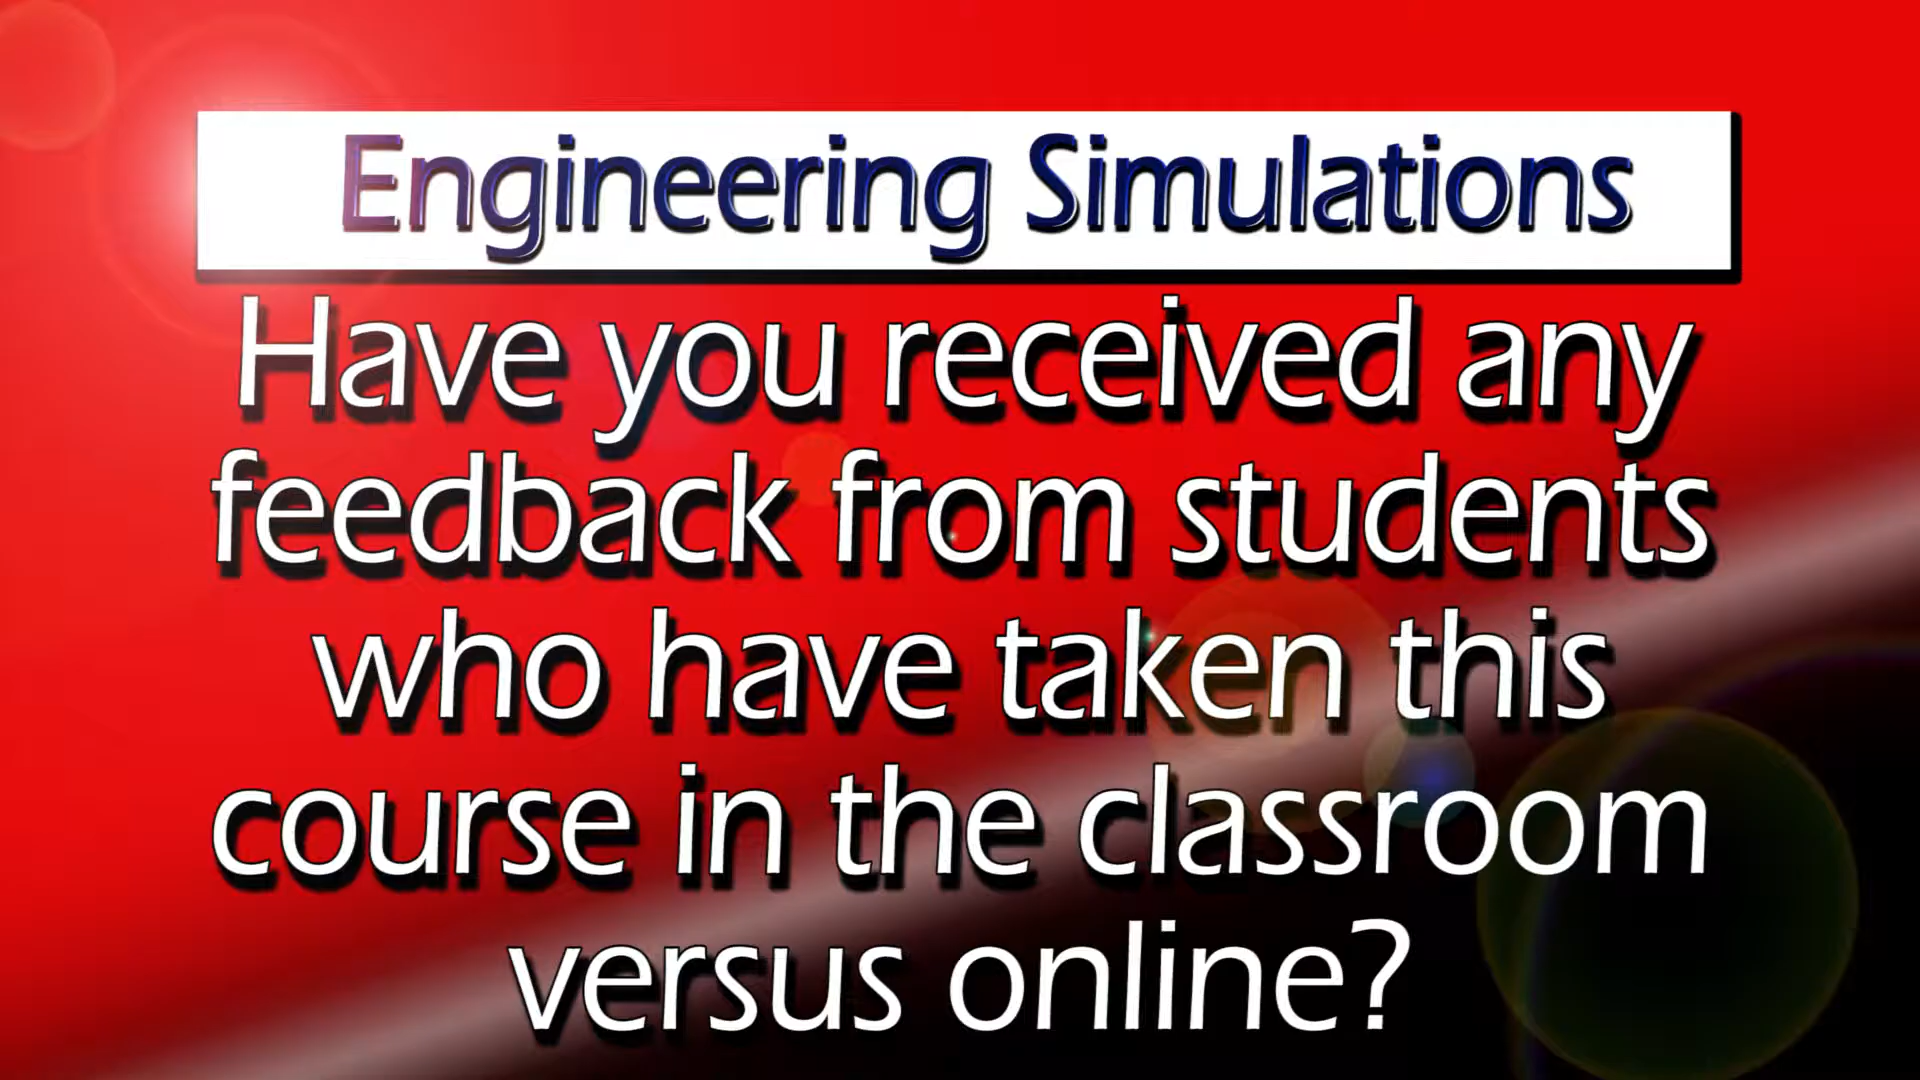 Engineering Simulations
Have you received any
feedback from students
who have taken this
course in the classroom
versus online?